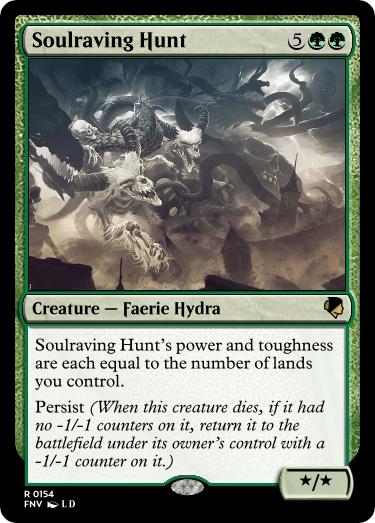 Soulraving Hunt 5
Creature — Faerie Hydra
Soulraving Hunt's power and toughness
are each equal to the number of lands
you control.
Persist (When this creature dies, if it had
no -1/-1 counters on it, return it to the
battlefield under its owner's control with a
-1/-1 counter on it.)
*/*
R 0154
FNV LD